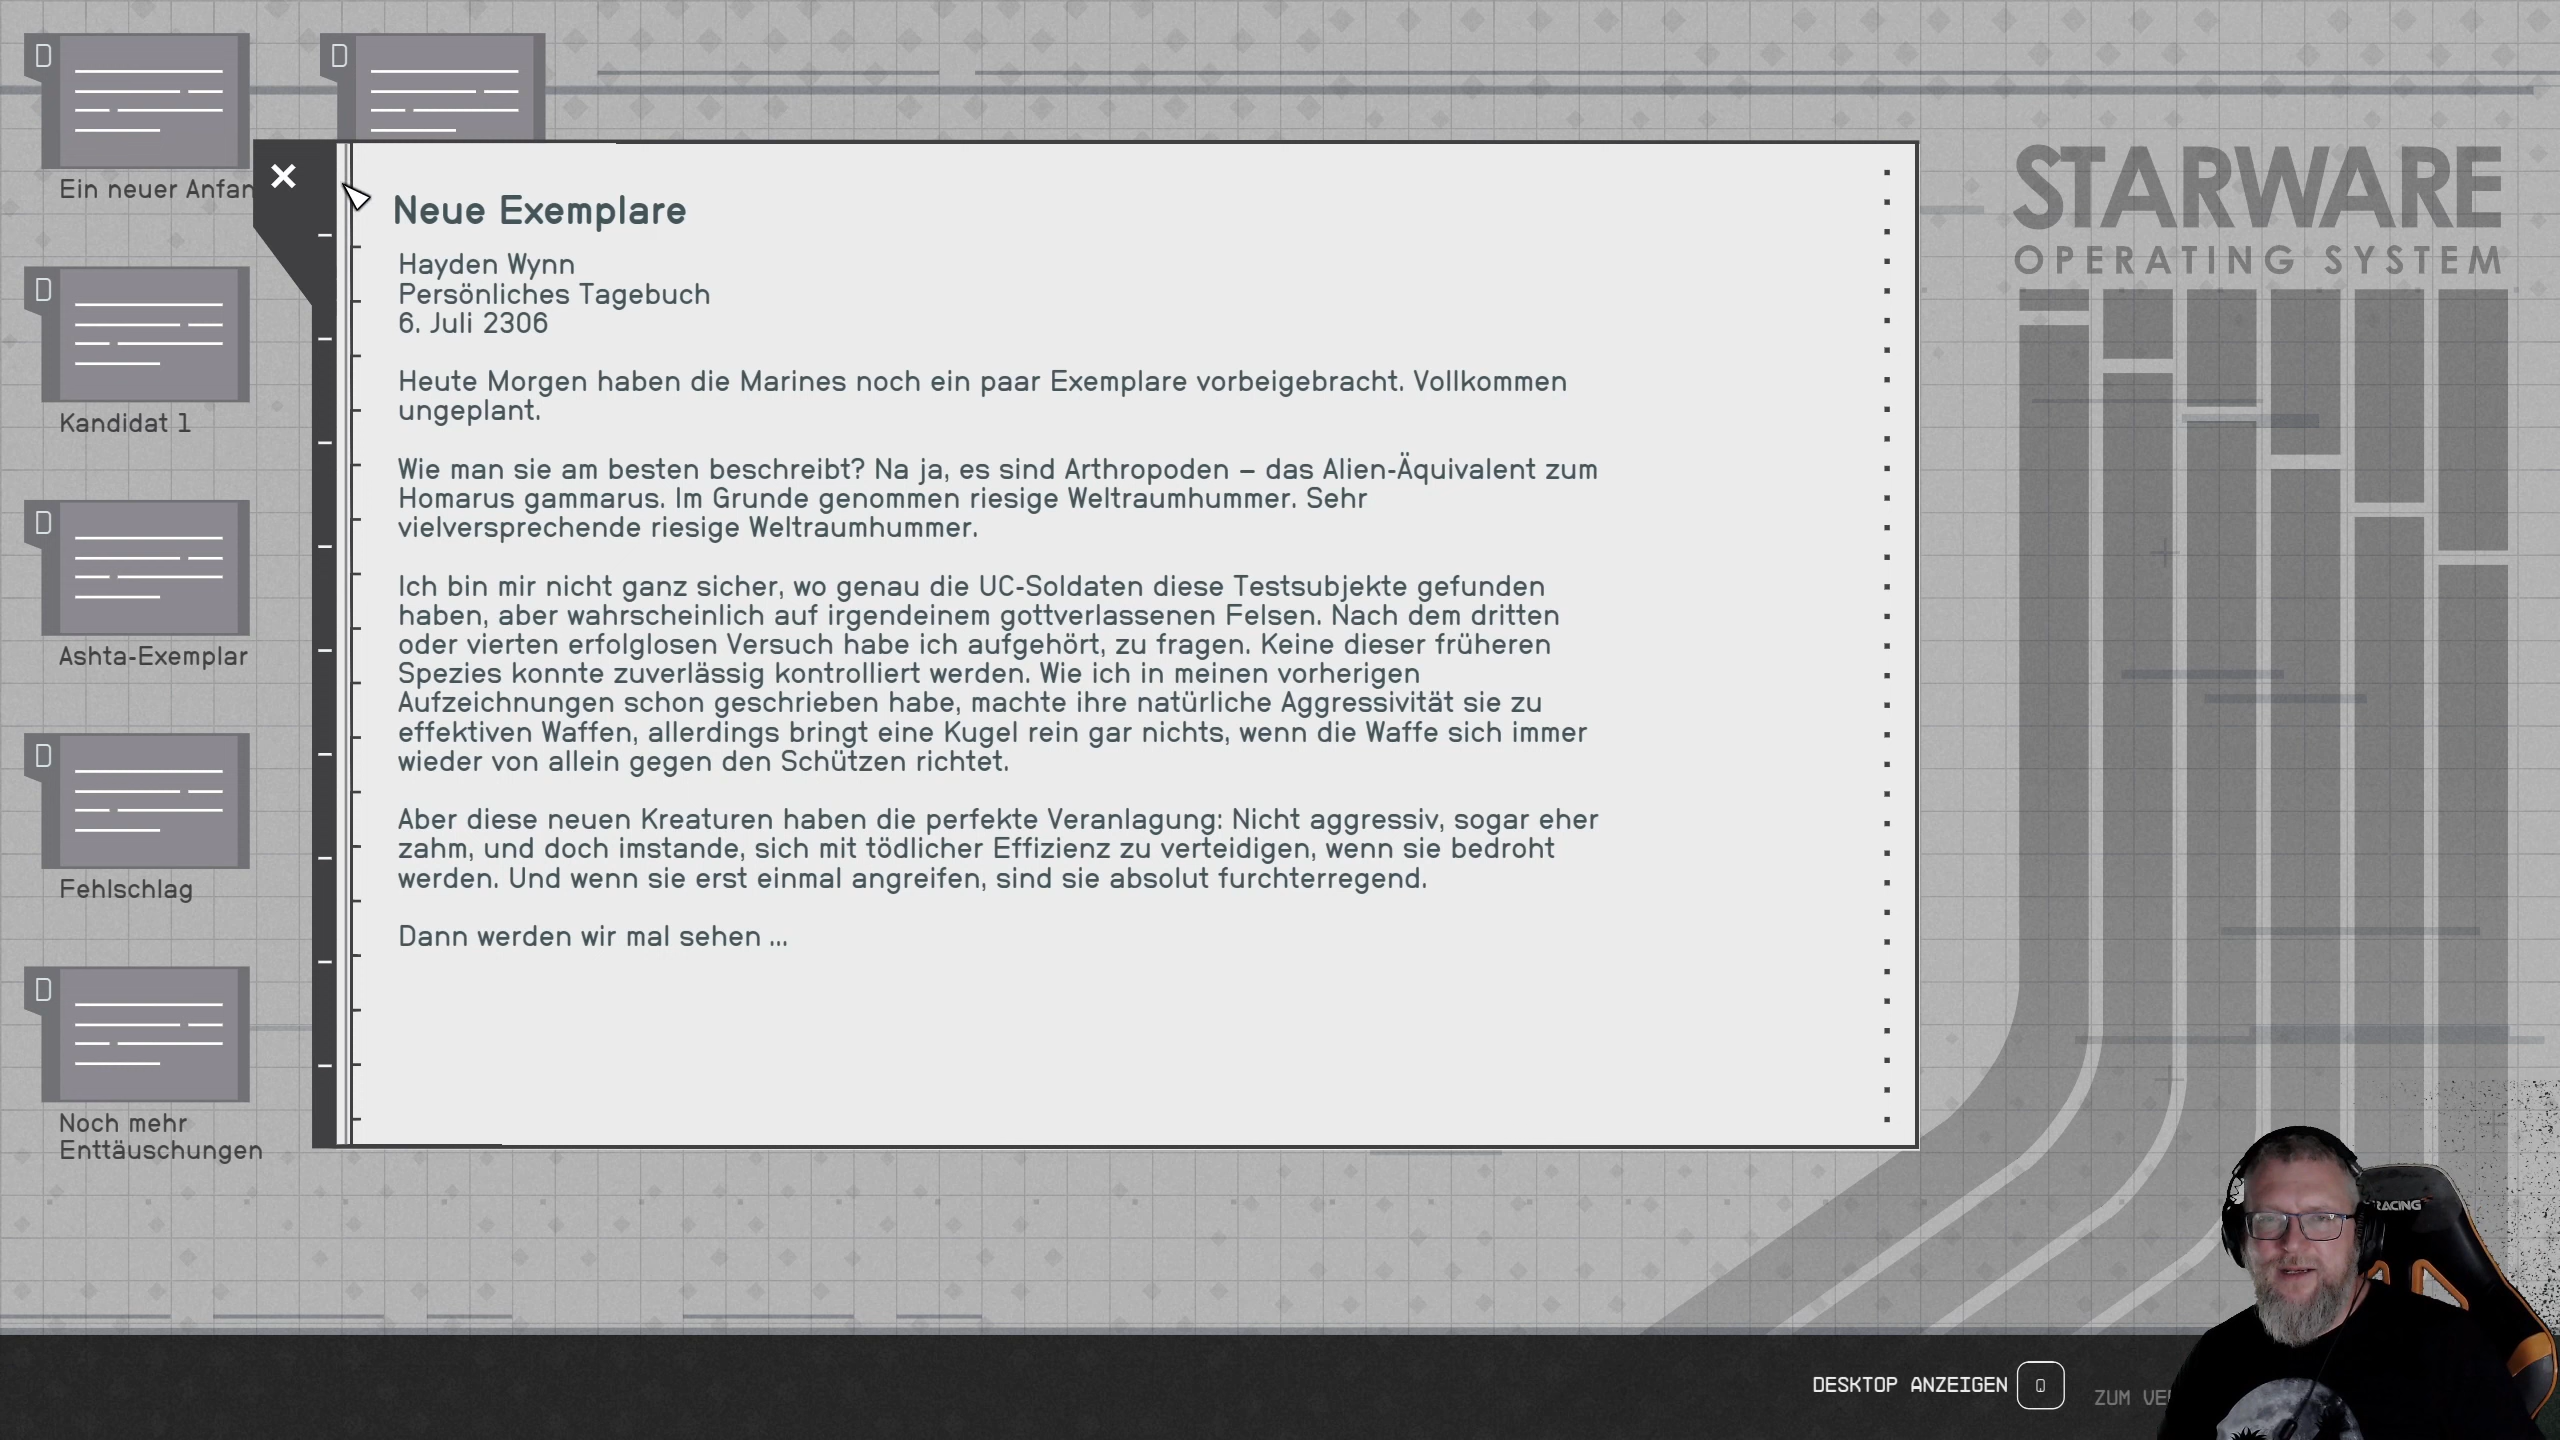 Ein neuer Anfan
Kandidat 1
Ashta-Exemplar
Fehlschlag
Noch mehr
Enttäuschungen
Neue Exemplare
Hayden Wynn
Persönliches Tagebuch
6. Juli 2306
Heute Morgen haben die Marines noch ein paar Exemplare vorbeigebracht. Vollkommen
ungeplant.
Wie man sie am besten beschreibt? Na ja, es sind Arthropoden – das Alien-Äquivalent zum
Homarus gammarus. Im Grunde genommen riesige Weltraumhummer. Sehr
vielversprechende riesige Weltraumhummer.
Ich bin mir nicht ganz sicher, wo genau die UC-Soldaten diese Testsubjekte gefunden
haben, aber wahrscheinlich auf irgendeinem gottverlassenen Felsen. Nach dem dritten
oder vierten erfolglosen Versuch habe ich aufgehört, zu fragen. Keine dieser früheren
Spezies konnte zuverlässig kontrolliert werden. Wie ich in meinen vorherigen
Aufzeichnungen schon geschrieben habe, machte ihre natürliche Aggressivität sie zu
effektiven Waffen, allerdings bringt eine Kugel rein gar nichts, wenn die Waffe sich immer
wieder von allein gegen den Schützen richtet.
Aber diese neuen Kreaturen haben die perfekte Veranlagung: Nicht aggressiv, sogar eher
zahm, und doch imstande, sich mit tödlicher Effizienz zu verteidigen, wenn sie bedroht
werden. Und wenn sie erst einmal angreifen, sind sie absolut furchterregend.
Dann werden wir mal sehen ...
STARWARE
OPERATING SYSTEM
RACING
DESKTOP ANZEIGEN
ZUM VE